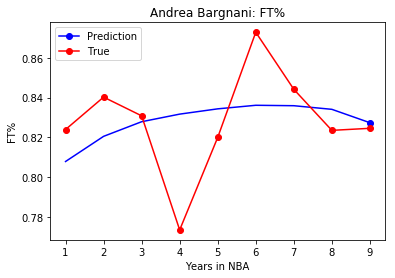 Andrea Bargnani: FT%
Prediction
True
FT%
0.86
0.84
0.82
0.80
0.78
1 2 3 4 5 6 7 8 9
Years in NBA